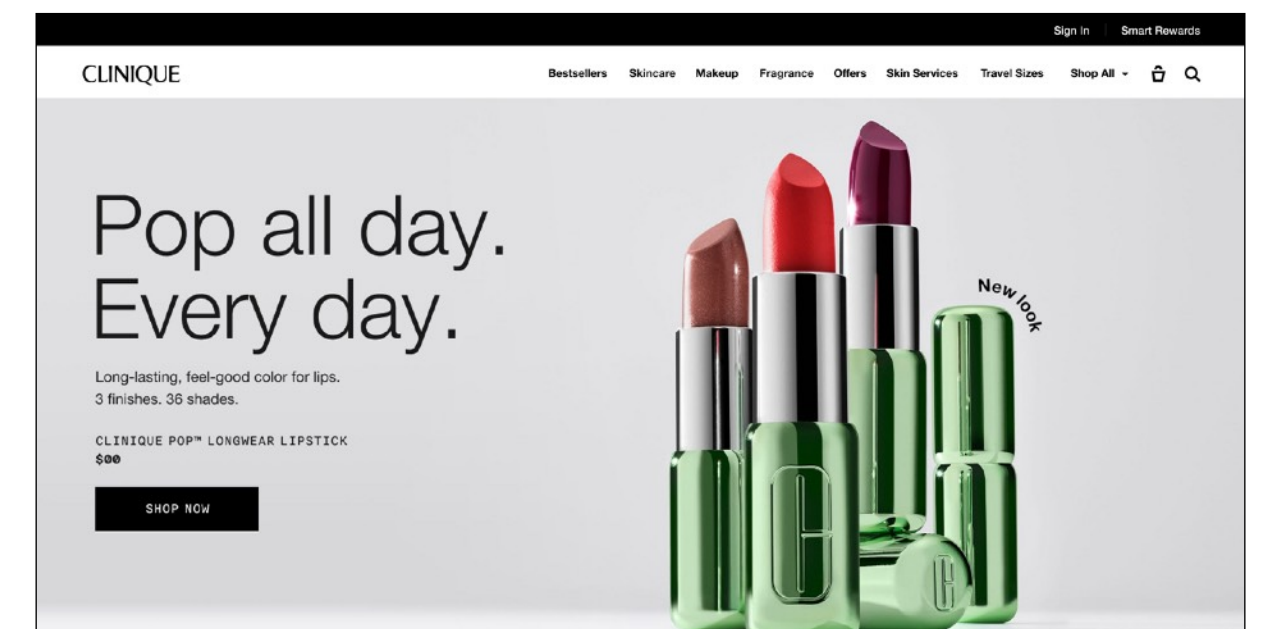 Sign In
Smart Rewards
CLINIQUE
Bestsellers Skincare Makeup Fragrance Offers Skin Services Travel Sizes Shop All
Pop all day.
Every day.
New look
Long-lasting, feel-good color for lips.
3 finishes. 36 shades.
CLINIQUE POP™ LONGWEAR LIPSTICK
$00
SHOP NOW